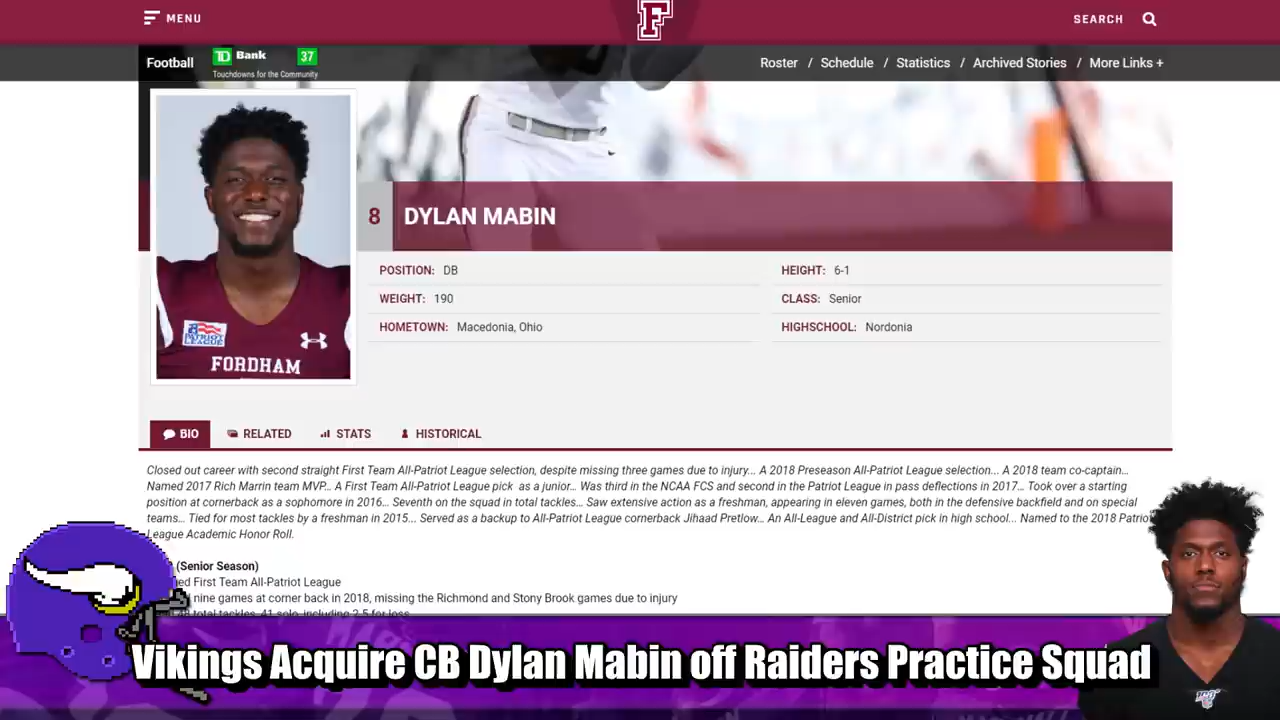 MENU
F
SEARCH
Football
TD Bank 37
Touchdowns for the Community
Roster / Schedule / Statistics / Archived Stories / More Links +
8 DYLAN MABIN
POSITION: DB
HEIGHT: 6-1
WEIGHT: 190
CLASS: Senior
HOMETOWN: Macedonia, Ohio
HIGHSCHOOL: Nordonia
PATRIOT
LEAGUE
FORDHAM
BIO RELATED STATS HISTORICAL
Closed out career with second straight First Team All-Patriot League selection, despite missing three games due to injury... A 2018 Preseason All-Patriot League selection... A 2018 team co-captain...
Named 2017 Rich Marrin team MVP... A First Team All-Patriot League pick as a junior... Was third in the NCAA FCS and second in the Patriot League in pass deflections in 2017... Took over a starting
position at cornerback as a sophomore in 2016... Seventh on the squad in total tackles... Saw extensive action as a freshman, appearing in eleven games, both in the defensive backfield and on special
teams... Tied for most tackles by a freshman in 2015... Served as a backup to All-Patriot League cornerback Jihaad Pretlow... An All-League and All-District pick in high school... Named to the 2018 Patriot
League Academic Honor Roll.
(Senior Season)
ed First Team All-Patriot League
nine games at corner back in 2018, missing the Richmond and Stony Brook games due to injury
total tackles, 41 solo, including 2.5 for loss
Vikings Acquire CB Dylan Mabin off Raiders Practice Squad